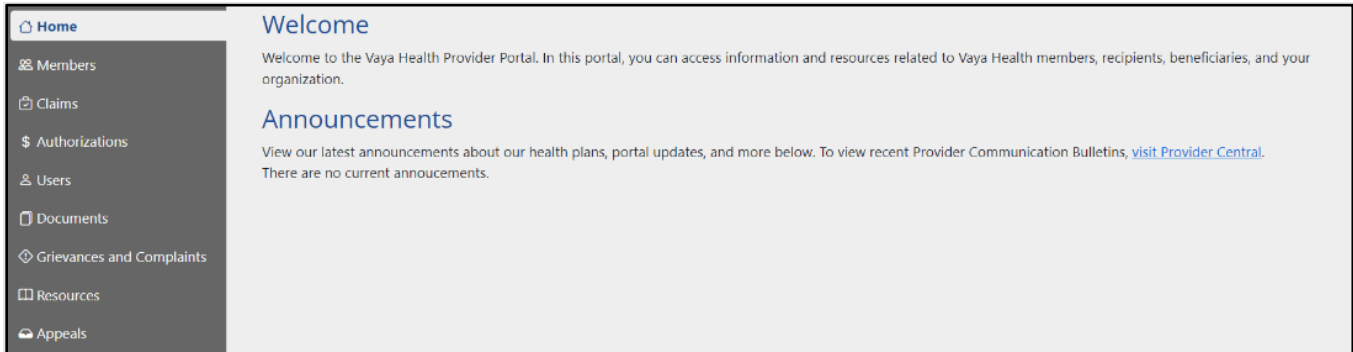 Home
Members
Claims
$ Authorizations
Users
Documents
Grievances and Complaints
Resources
Appeals
Welcome
Welcome to the Vaya Health Provider Portal. In this portal, you can access information and resources related to Vaya Health members, recipients, beneficiaries, and your
organization.
Announcements
View our latest announcements about our health plans, portal updates, and more below. To view recent Provider Communication Bulletins, visit Provider Central.
There are no current annoucements.